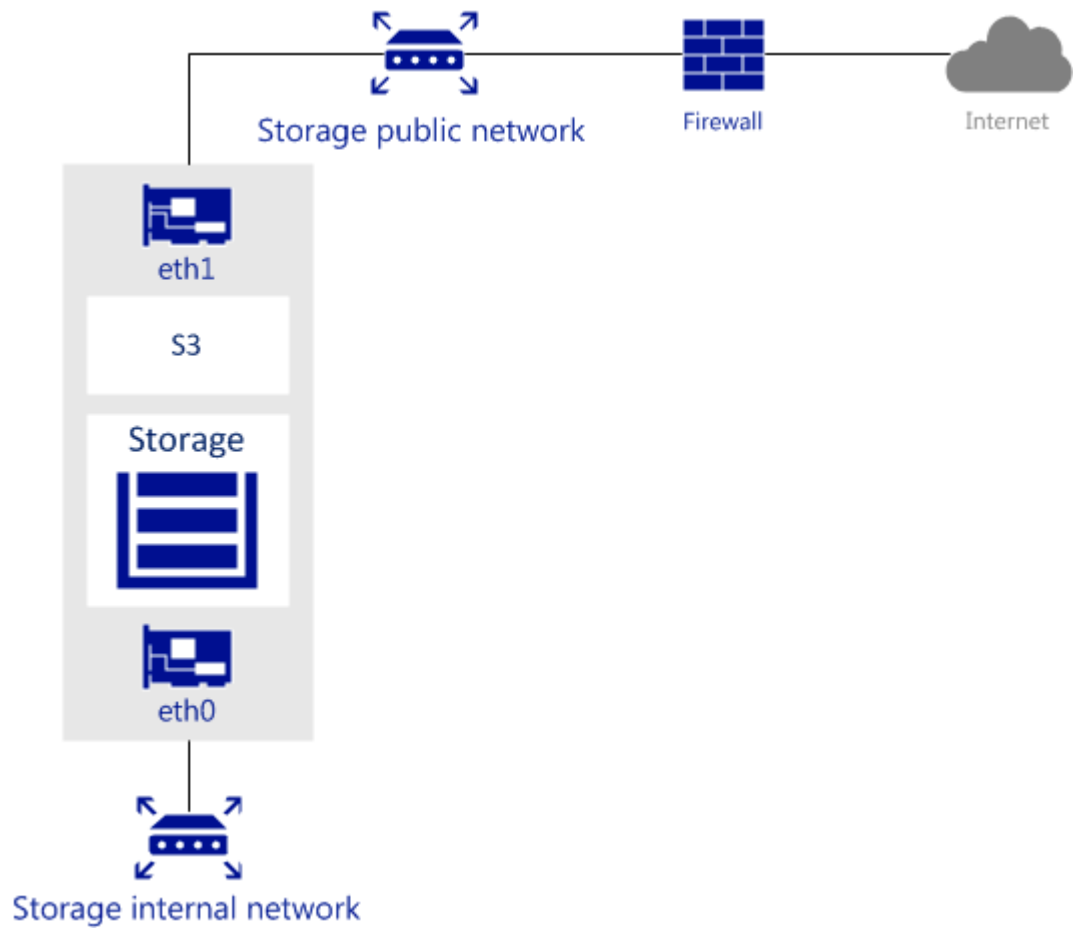 Storage public network
Firewall
Internet
eth1
S3
Storage
eth0
Storage internal network